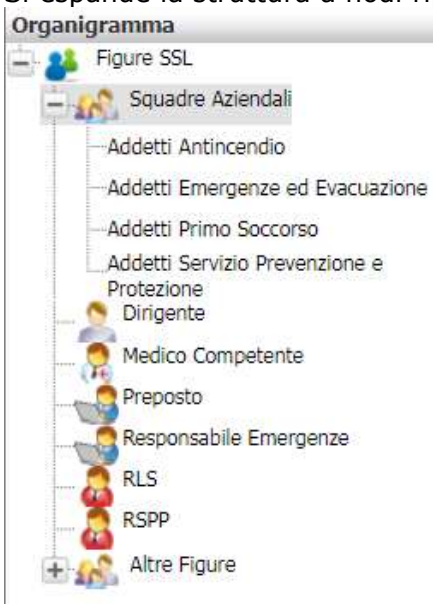 Organigramma
Figure SSL
Squadre Aziendali
Addetti Antincendio
Addetti Emergenze ed Evacuazione
Addetti Primo Soccorso
Addetti Servizio Prevenzione e
Protezione
Dirigente
Medico Competente
Preposto
Responsabile Emergenze
RLS
RSPP
Altre Figure